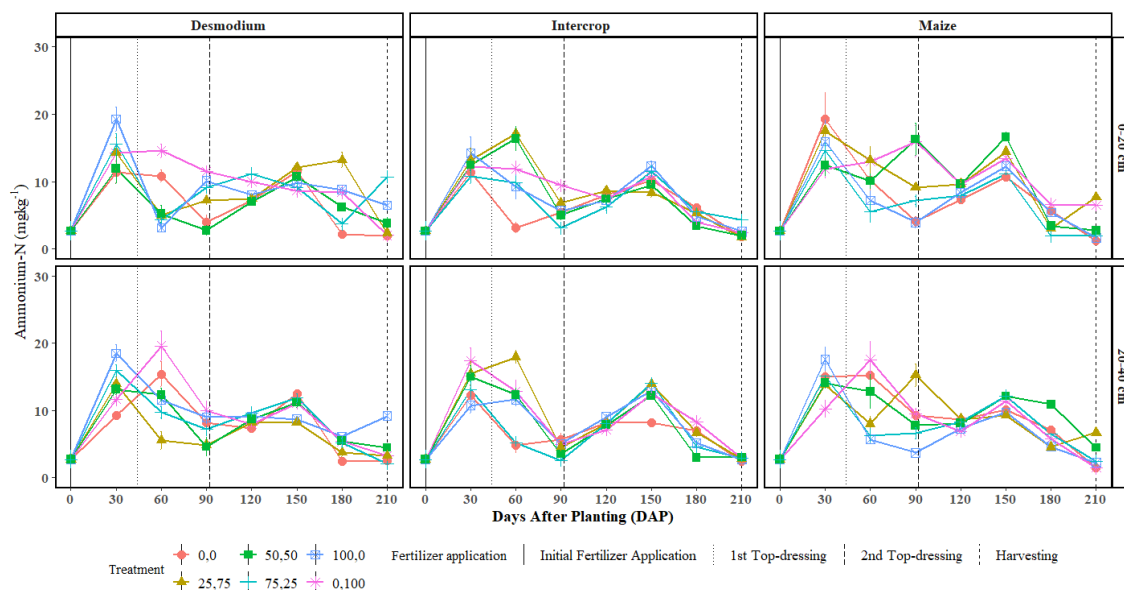 Desmodium
Intercrop
Maize
30
20
10
0
0-20 cm
30
20
10
0
20-40 cm
Ammonium-N (mgkg⁻¹)
0 30 60 90 120 150 180 210 0 30 60 90 120 150 180 210 0 30 60 90 120 150 180 210
Days After Planting (DAP)
Treatment
0,0 50,50 100,0
25,75 75,25 0,100
Fertilizer application Initial Fertilizer Application 1st Top-dressing 2nd Top-dressing Harvesting